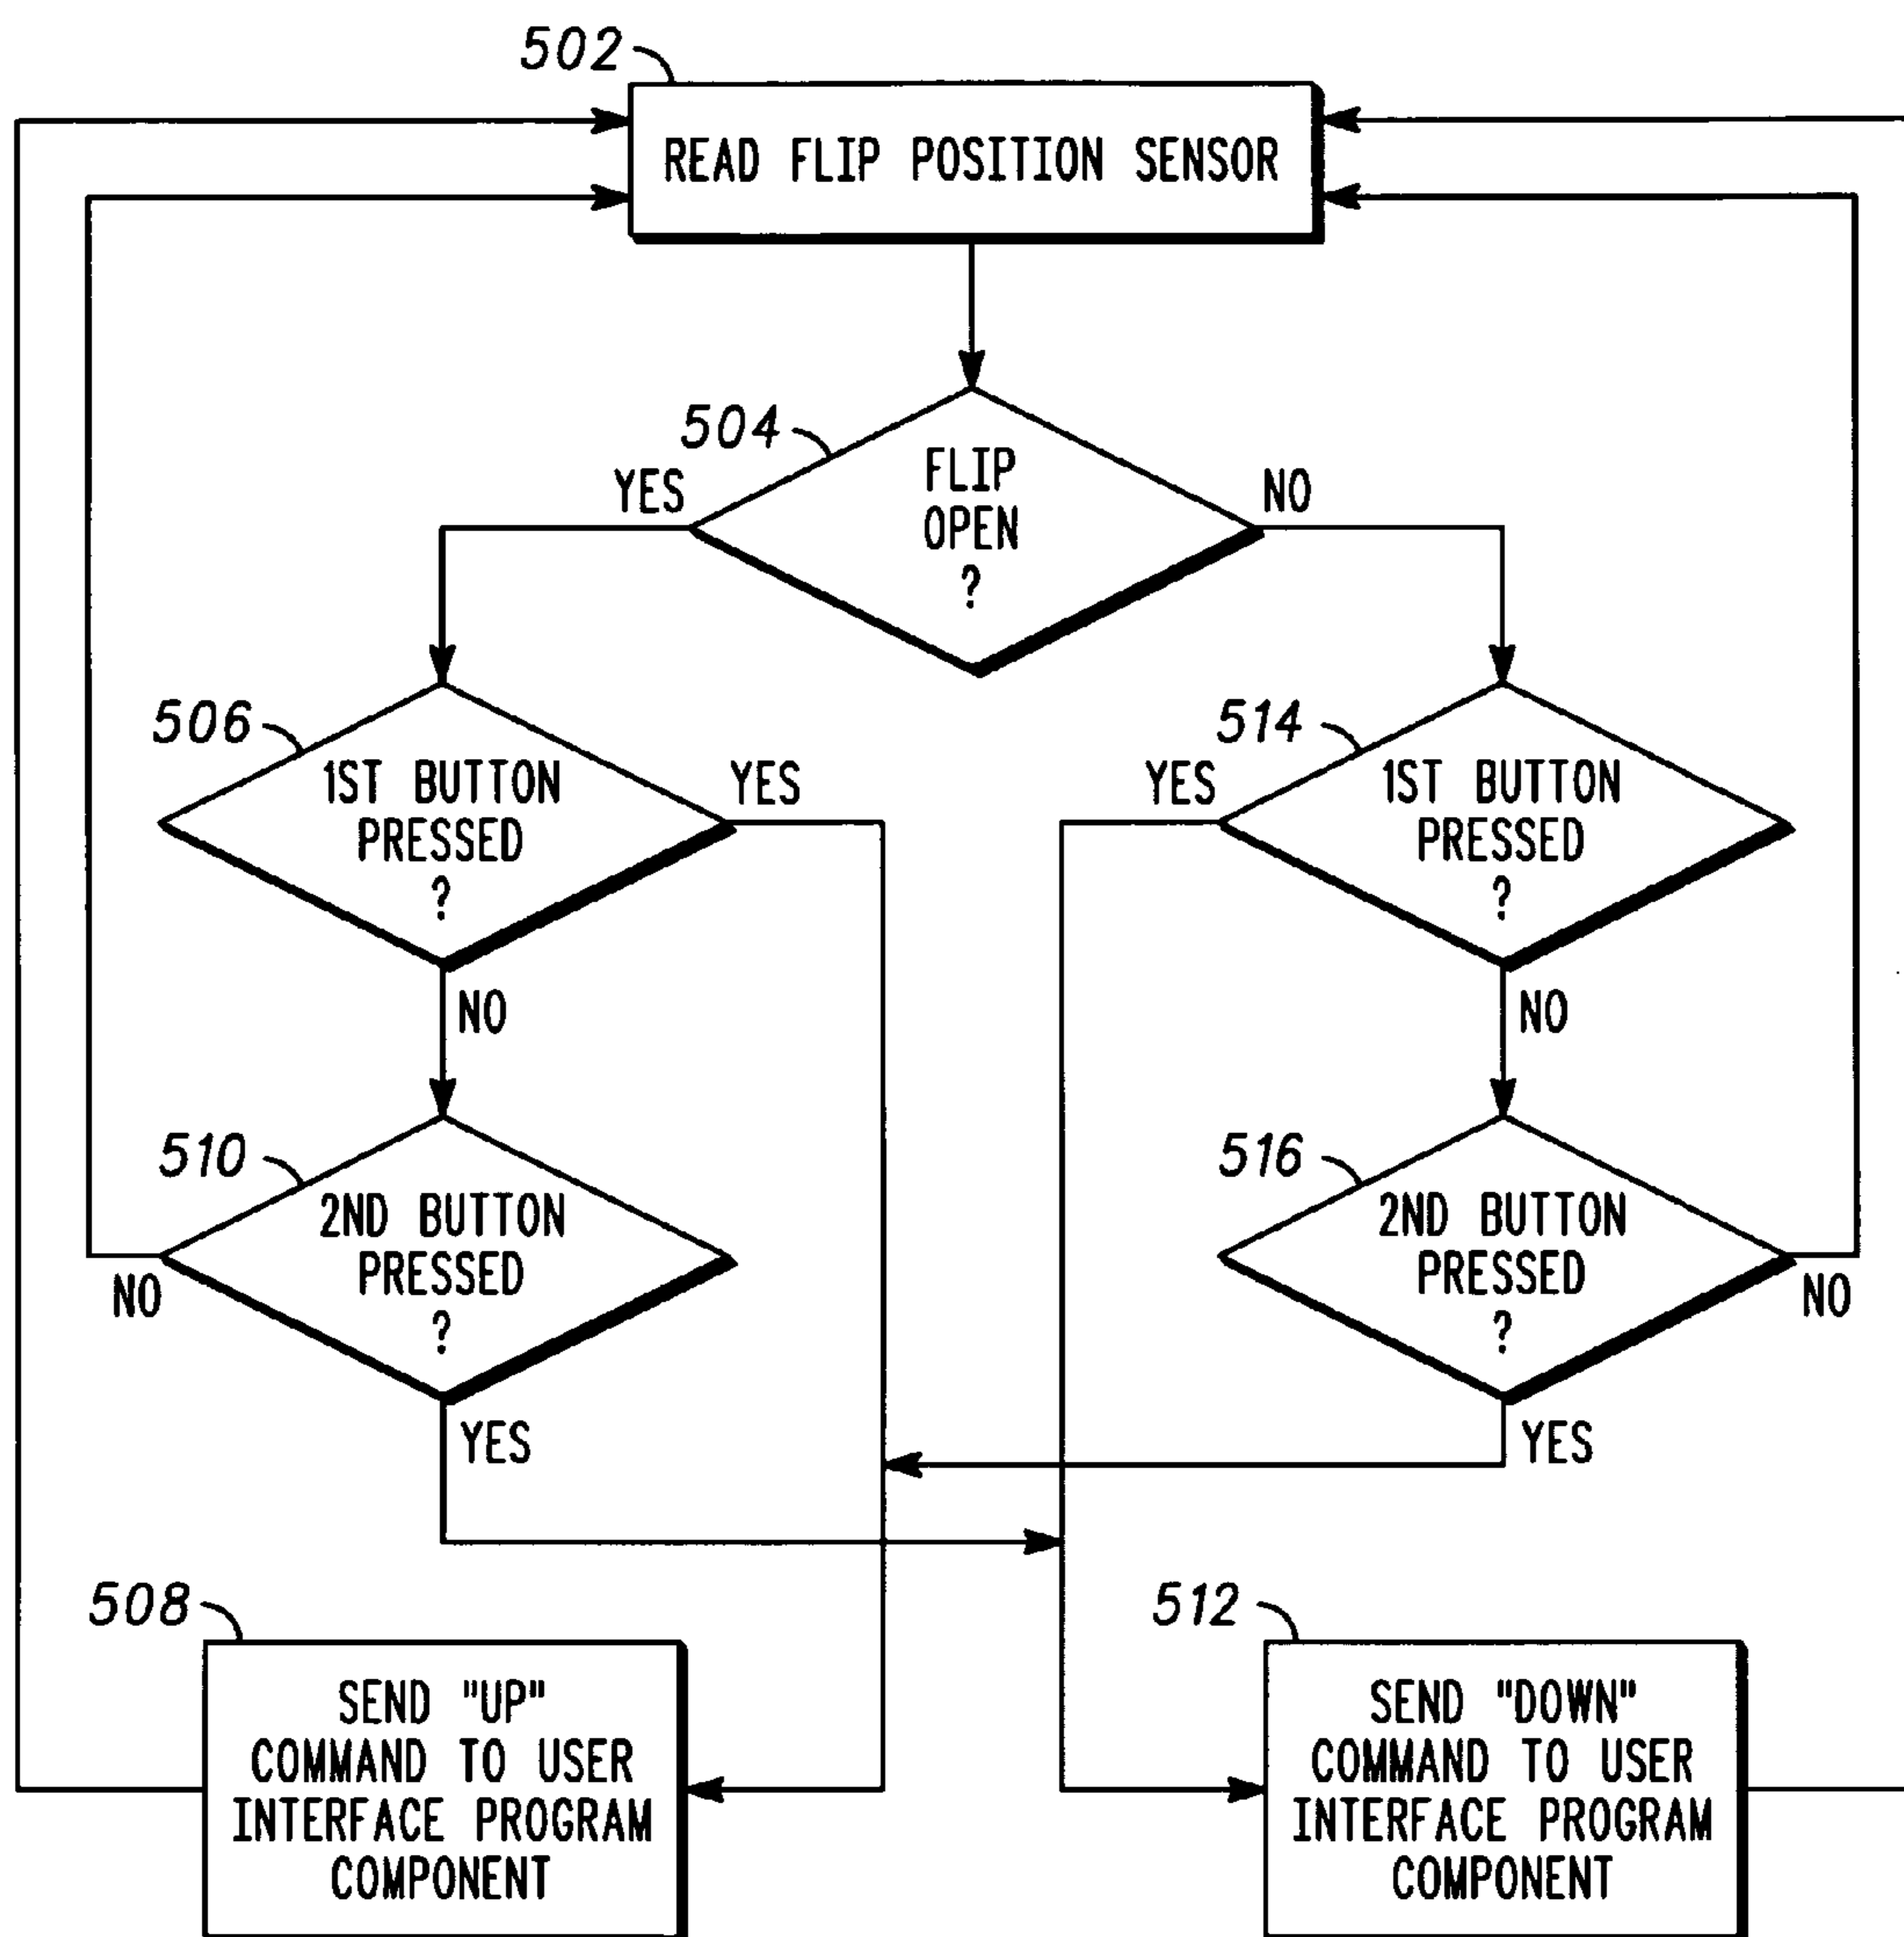 502
READ FLIP POSITION SENSOR
504
FLIP
OPEN
?
YES
NO
506
1ST BUTTON
PRESSED
?
YES
NO
514
1ST BUTTON
PRESSED
?
YES
NO
510
2ND BUTTON
PRESSED
?
NO
YES
516
2ND BUTTON
PRESSED
?
NO
YES
508
SEND "UP"
COMMAND TO USER
INTERFACE PROGRAM
COMPONENT
512
SEND "DOWN"
COMMAND TO USER
INTERFACE PROGRAM
COMPONENT